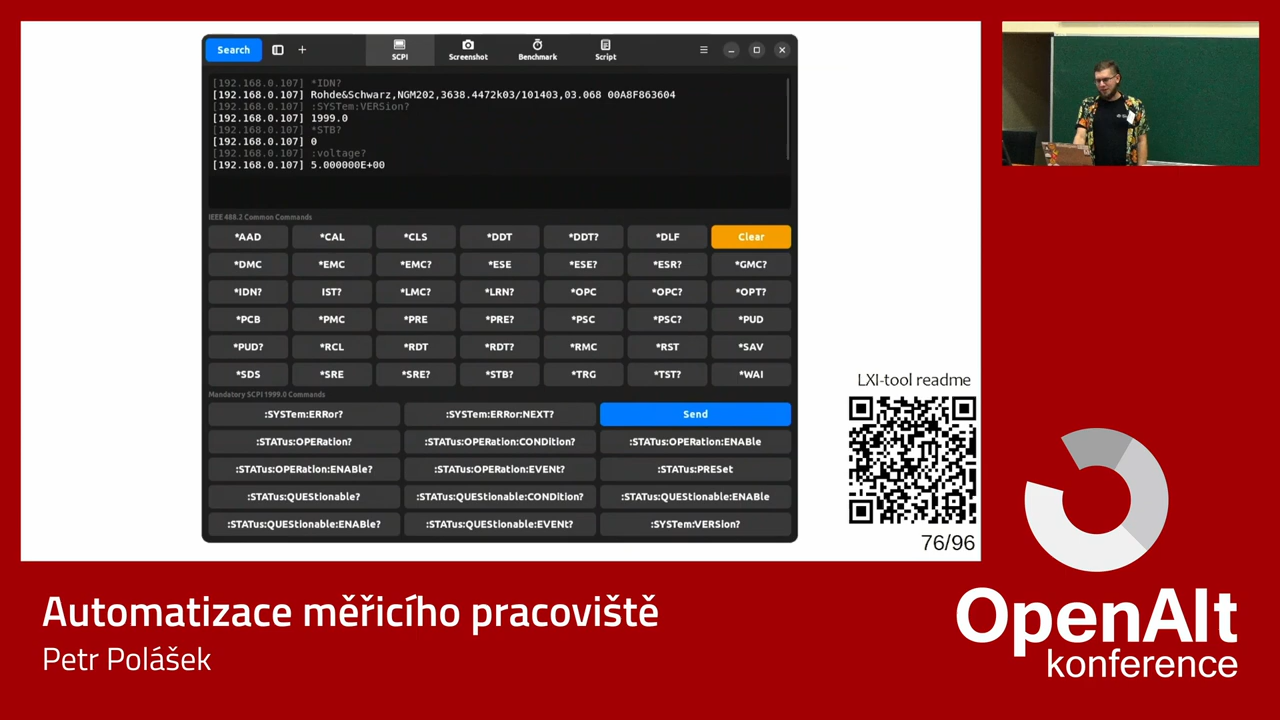 Search
SCPI
Screenshot
Benchmark
Script
[192.168.0.107] *IDN?
[192.168.0.107] Rohde&Schwarz,NGM202,3638.4472k03/101403,03.068 00A8F863604
[192.168.0.107] :SYSTem:VERSion?
[192.168.0.107] 1999.0
[192.168.0.107] *STB?
[192.168.0.107] 0
[192.168.0.107] :voltage?
[192.168.0.107] 5.000000E+00
IEEE 488.2 Common Commands
*AAD *CAL *CLS *DDT *DDT? *DLF Clear
*DMC *EMC *EMC? *ESE *ESE? *ESR? *GMC?
*IDN? IST? *LMC? *LRN? *OPC *OPC? *OPT?
*PCB *PMC *PRE *PRE? *PSC *PSC? *PUD
*PUD? *RCL *RDT *RDT? *RMC *RST *SAV
*SDS *SRE *SRE? *STB? *TRG *TST? *WAI
Mandatory SCPI 1999.0 Commands
:SYSTem:ERRor? :SYSTem:ERRor:NEXT? Send
:STATus:OPERation? :STATus:OPERation:CONDition? :STATus:OPERation:ENABle
:STATus:OPERation:ENABle? :STATus:OPERation:EVENt? :STATus:PRESet
:STATus:QUEStionable? :STATus:QUEStionable:CONDition? :STATus:QUEStionable:ENABle
:STATus:QUEStionable:ENABle? :STATus:QUEStionable:EVENt? :SYSTem:VERSion?
LXI-tool readme
76/96
Automatizace měřicího pracoviště
Petr Polášek
OpenAlt
konference